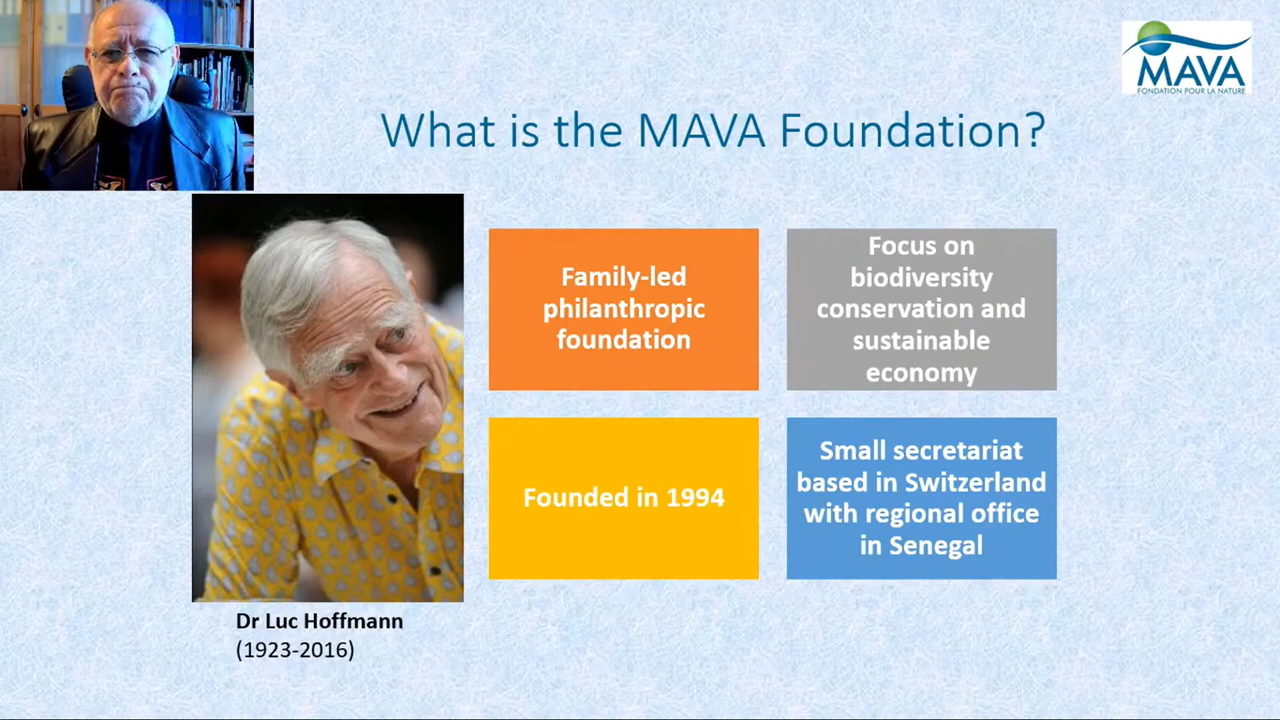 MAVA
FONDATION POUR LA NATURE
What is the MAVA Foundation?
Family-led
philanthropic
foundation
Focus on
biodiversity
conservation and
sustainable
economy
Founded in 1994
Small secretariat
based in Switzerland
with regional office
in Senegal
Dr Luc Hoffmann
(1923-2016)